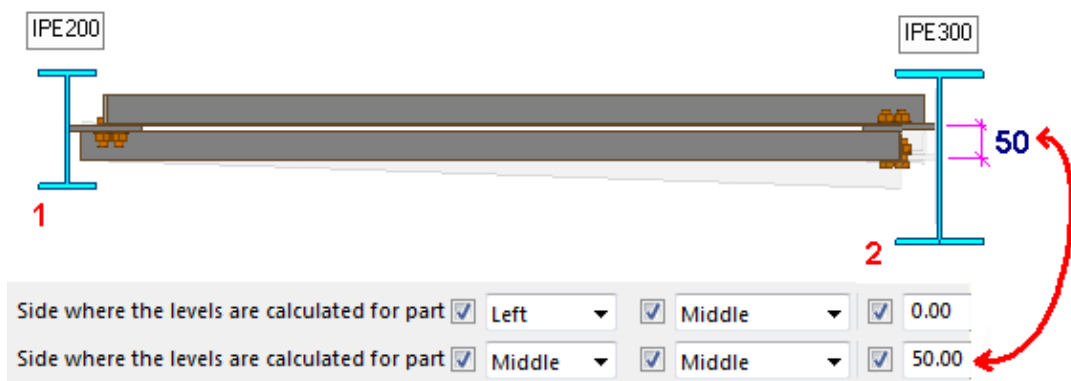 IPE200
IPE300
50
1
2
Side where the levels are calculated for part Left Middle 0.00
Side where the levels are calculated for part Middle Middle 50.00